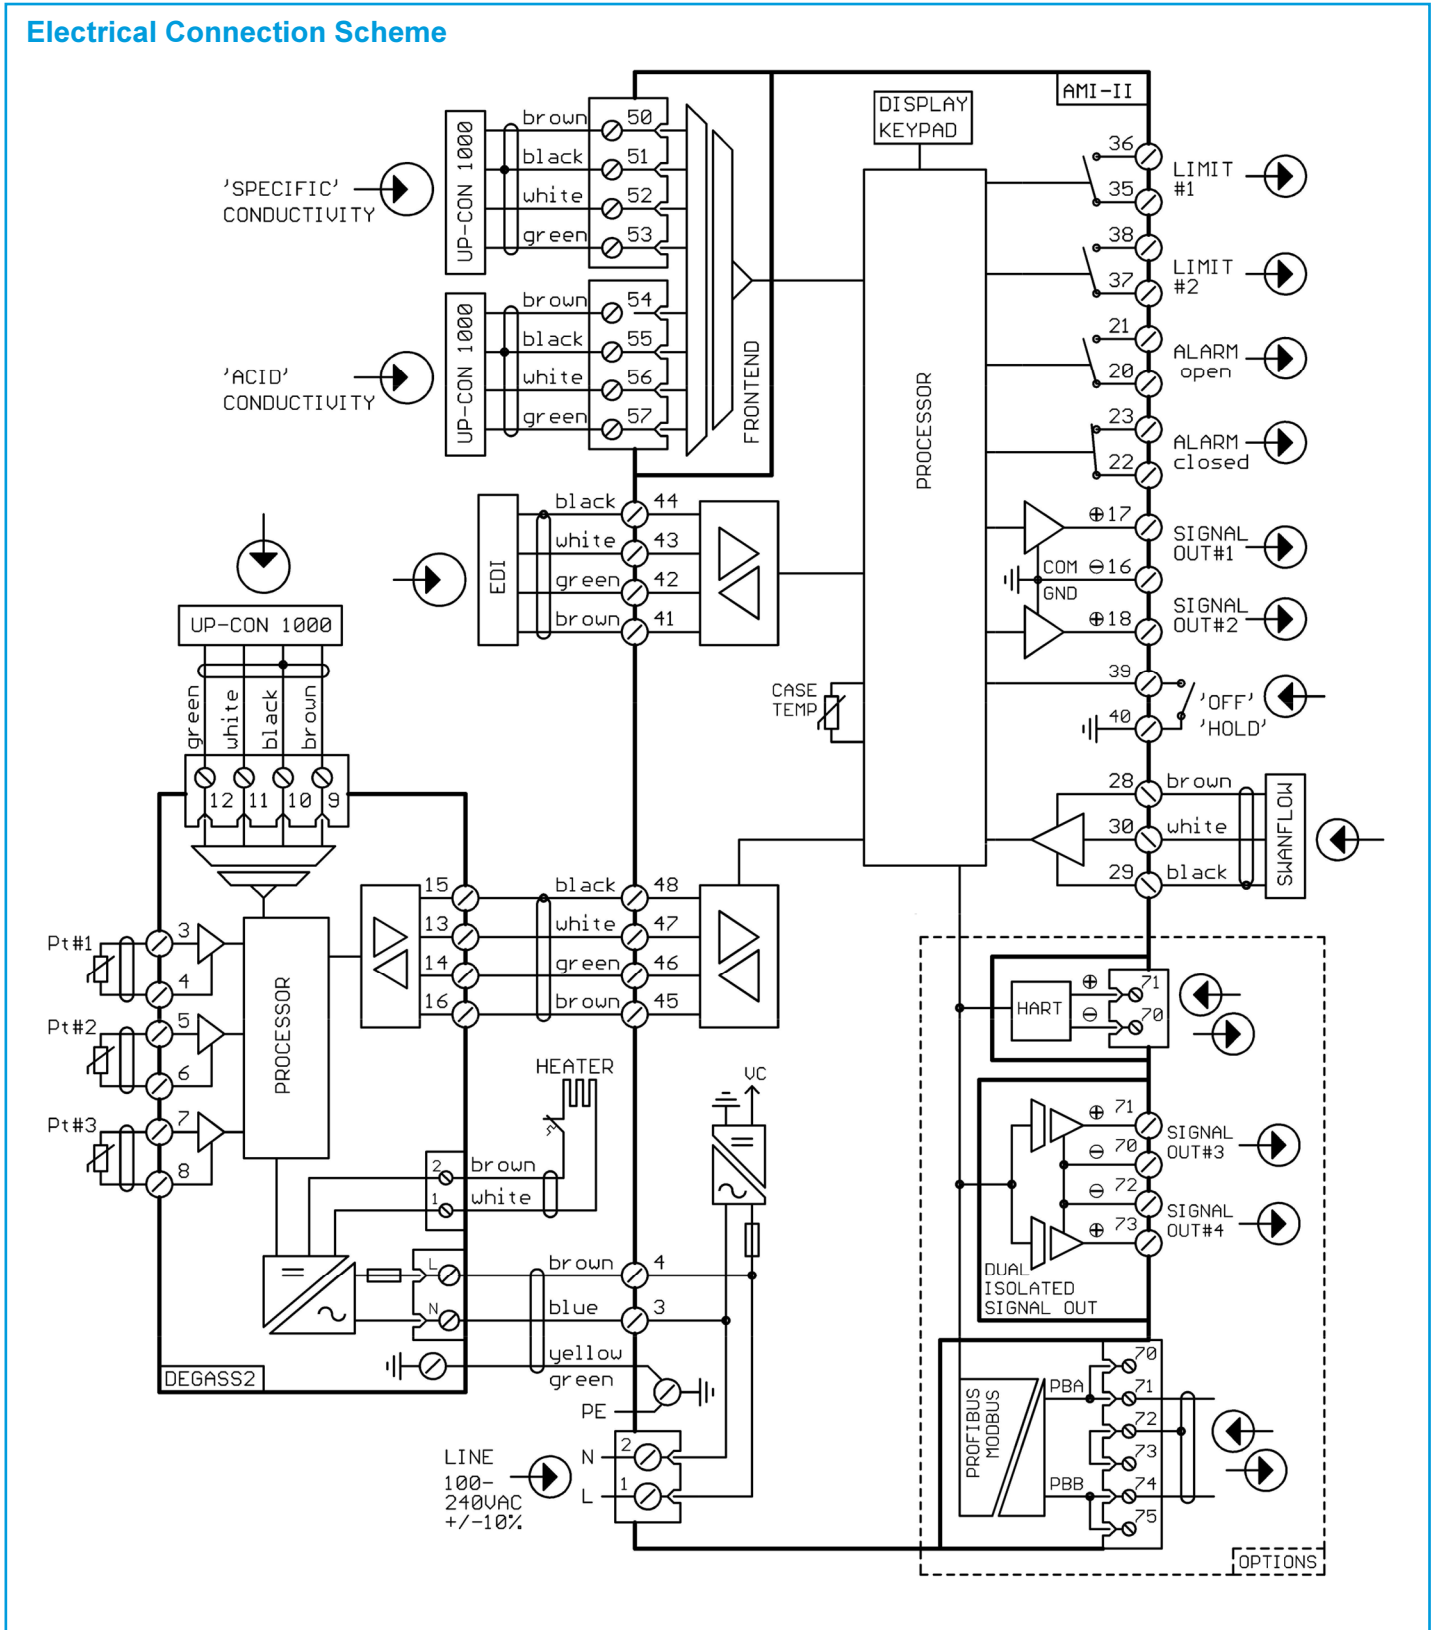 Electrical Connection Scheme
AMI-II
DISPLAY
KEYPAD
'SPECIFIC'
CONDUCTIVITY
UP-CON 1000
brown 50
black 51
white 52
green 53
'ACID'
CONDUCTIVITY
UP-CON 1000
brown 54
black 55
white 56
green 57
FRONTEND
PROCESSOR
36
35
LIMIT
#1
38
37
LIMIT
#2
21
20
ALARM
open
23
22
ALARM
closed
⊕17
SIGNAL
OUT#1
COM ⊖16
GND
⊕18
SIGNAL
OUT#2
39
40
'OFF'
'HOLD'
CASE
TEMP
28 brown
30 white
29 black
SWANFLOW
EDI
black 44
white 43
green 42
brown 41
UP-CON 1000
green
white
black
brown
12
11
10
9
Pt#1
3
4
Pt#2
5
6
Pt#3
7
8
PROCESSOR
15 black 48
13 white 47
14 green 46
16 brown 45
HEATER
VC
2 brown
1 white
L brown 4
N blue 3
yellow
green
DEGASS2
PE
LINE
100-
240VAC
+/-10%
N 2
L 1
HART
⊕ 71
⊖ 70
⊕ 71
⊖ 70
SIGNAL
OUT#3
⊖ 72
⊕ 73
SIGNAL
OUT#4
DUAL
ISOLATED
SIGNAL OUT
PROFIBUS
MODBUS
PBA
PBB
70
71
72
73
74
75
OPTIONS